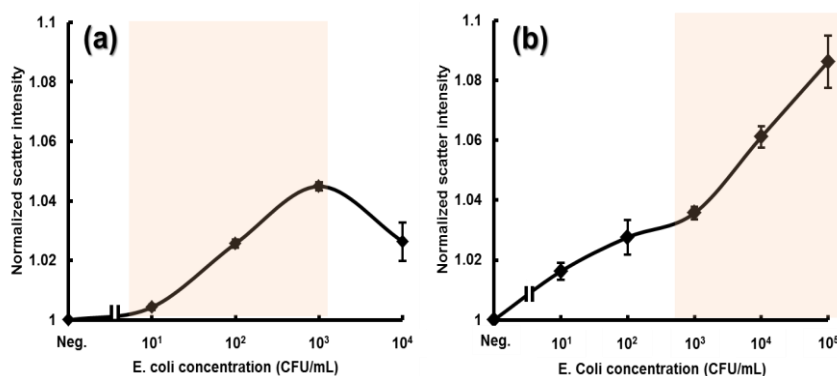 (a)
Normalized scatter intensity
1.1
1.08
1.06
1.04
1.02
1
Neg.
10¹
10²
10³
10⁴
E. coli concentration (CFU/mL)
(b)
Normalized scatter intensity
1.1
1.08
1.06
1.04
1.02
1
Neg.
10¹
10²
10³
10⁴
10⁵
E. Coli concentration (CFU/mL)